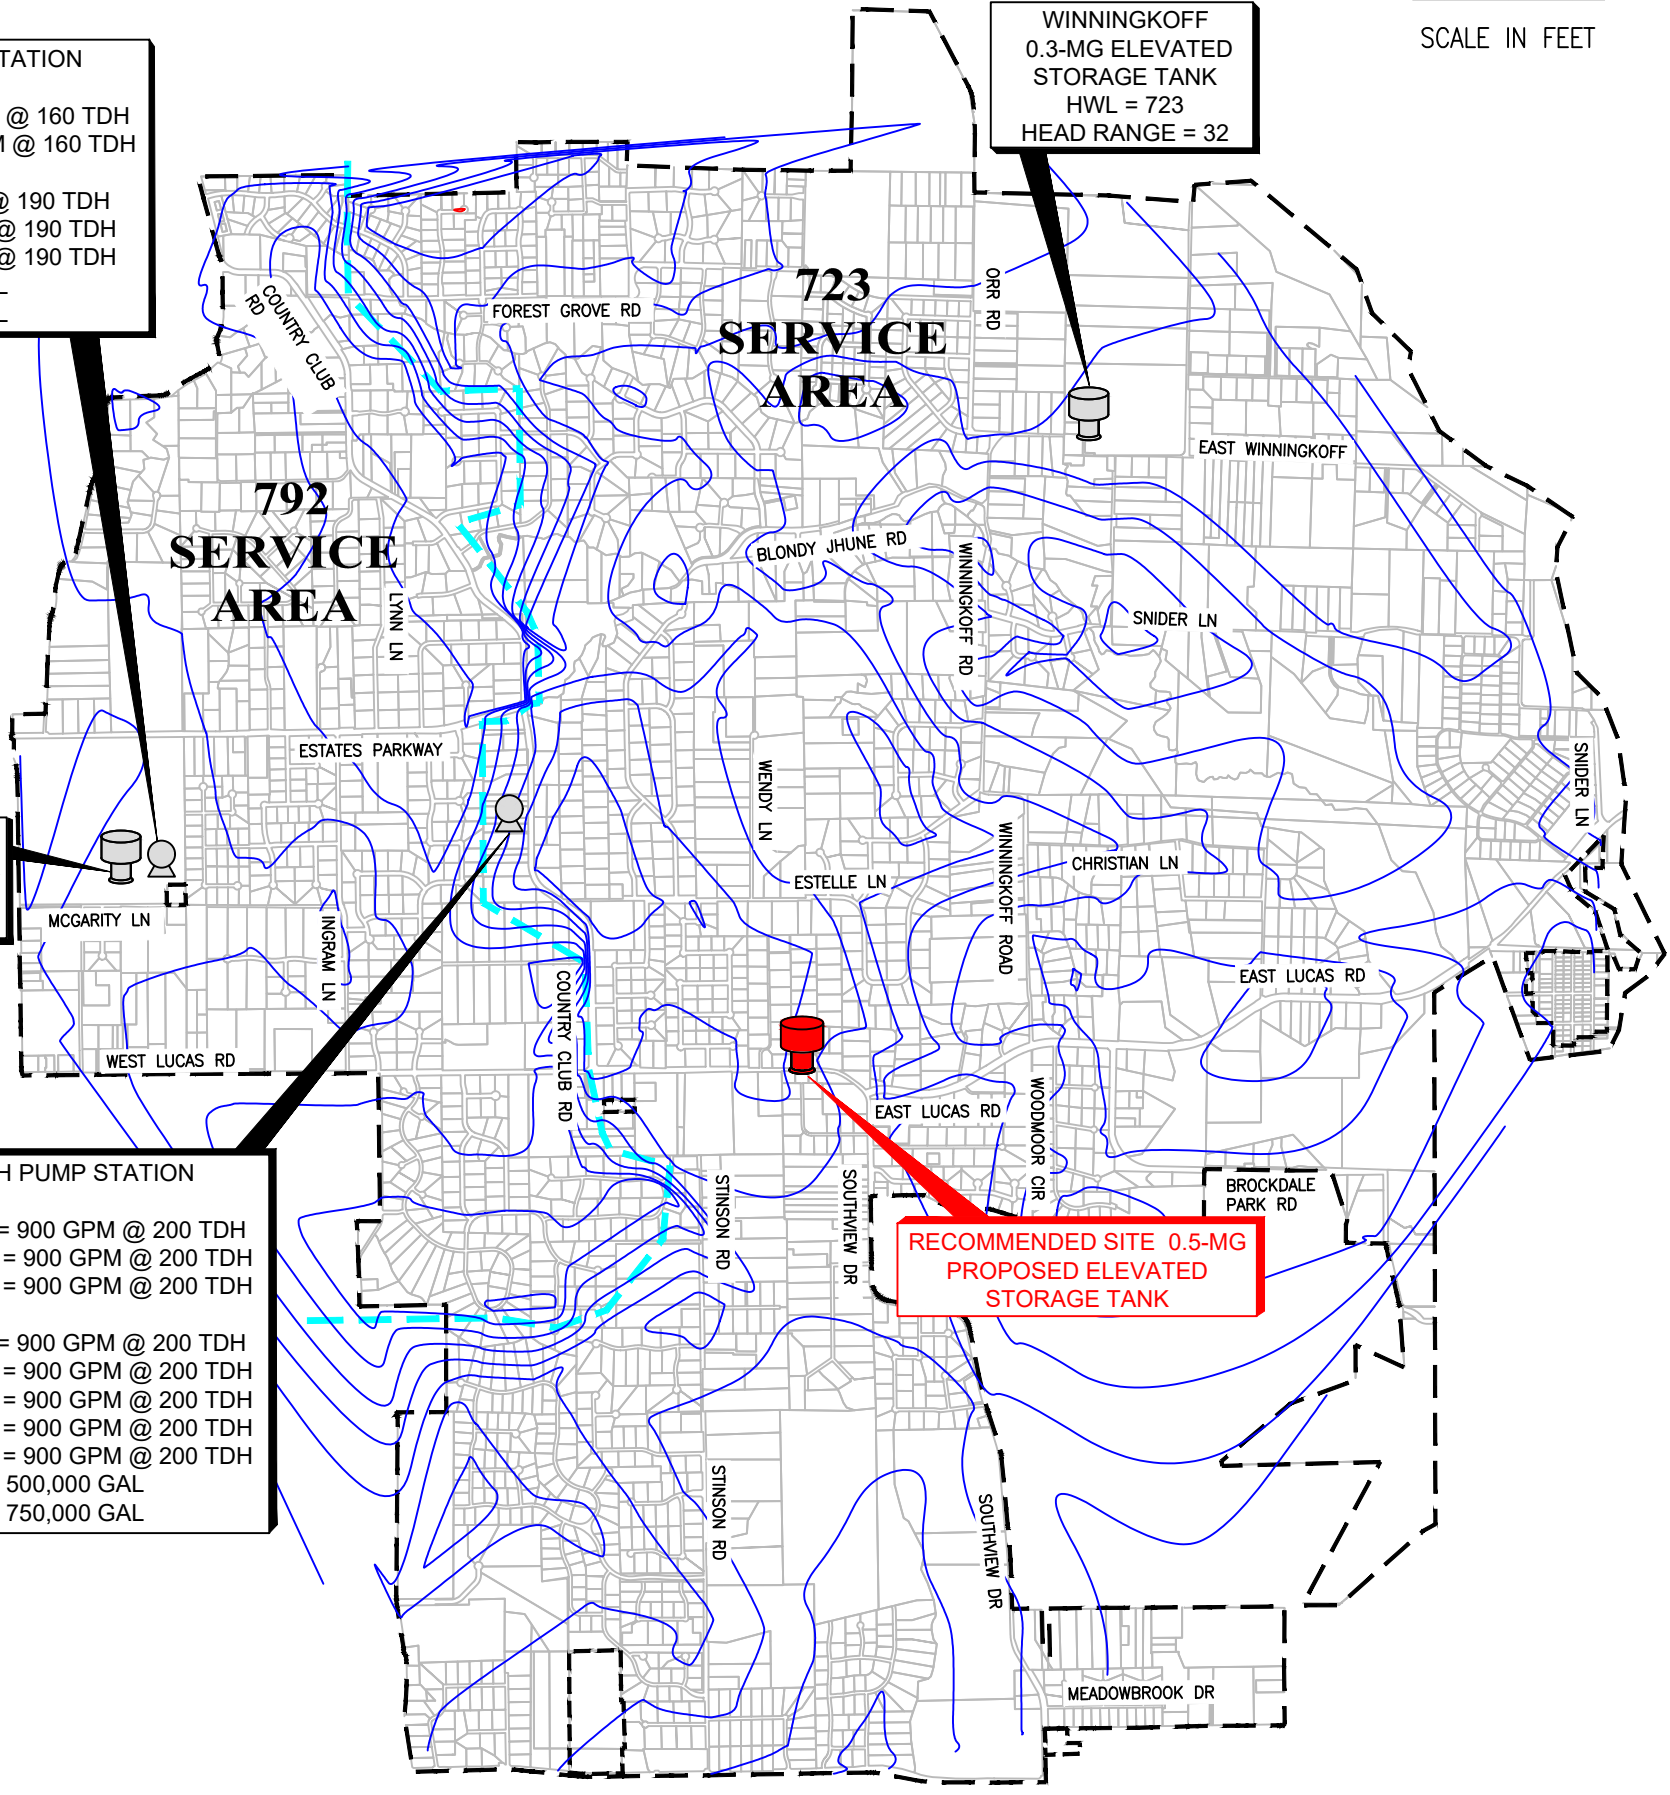 SCALE IN FEET
WINNINGKOFF
0.3-MG ELEVATED
STORAGE TANK
HWL = 723
HEAD RANGE = 32
TATION
@ 160 TDH
M @ 160 TDH
@ 190 TDH
@ 190 TDH
@ 190 TDH
723
SERVICE
AREA
792
SERVICE
AREA
COUNTRY CLUB
RD
FOREST GROVE RD
ORR RD
EAST WINNINGKOFF
BLONDY JHUNE RD
WINNINGKOFF RD
SNIDER LN
LYNN LN
ESTATES PARKWAY
WENDY LN
SNIDER LN
WINNINGKOFF ROAD
CHRISTIAN LN
ESTELLE LN
MCGARITY LN
INGRAM LN
EAST LUCAS RD
COUNTRY CLUB RD
WEST LUCAS RD
EAST LUCAS RD
WOODMOOR CIR
STINISON RD
SOUTHVIEW DR
BROCKDALE
PARK RD
RECOMMENDED SITE 0.5-MG
PROPOSED ELEVATED
STORAGE TANK
H PUMP STATION
= 900 GPM @ 200 TDH
= 900 GPM @ 200 TDH
= 900 GPM @ 200 TDH
= 900 GPM @ 200 TDH
= 900 GPM @ 200 TDH
= 900 GPM @ 200 TDH
= 900 GPM @ 200 TDH
= 900 GPM @ 200 TDH
500,000 GAL
750,000 GAL
STINSON RD
SOUTHVIEW DR
MEADOWBROOK DR